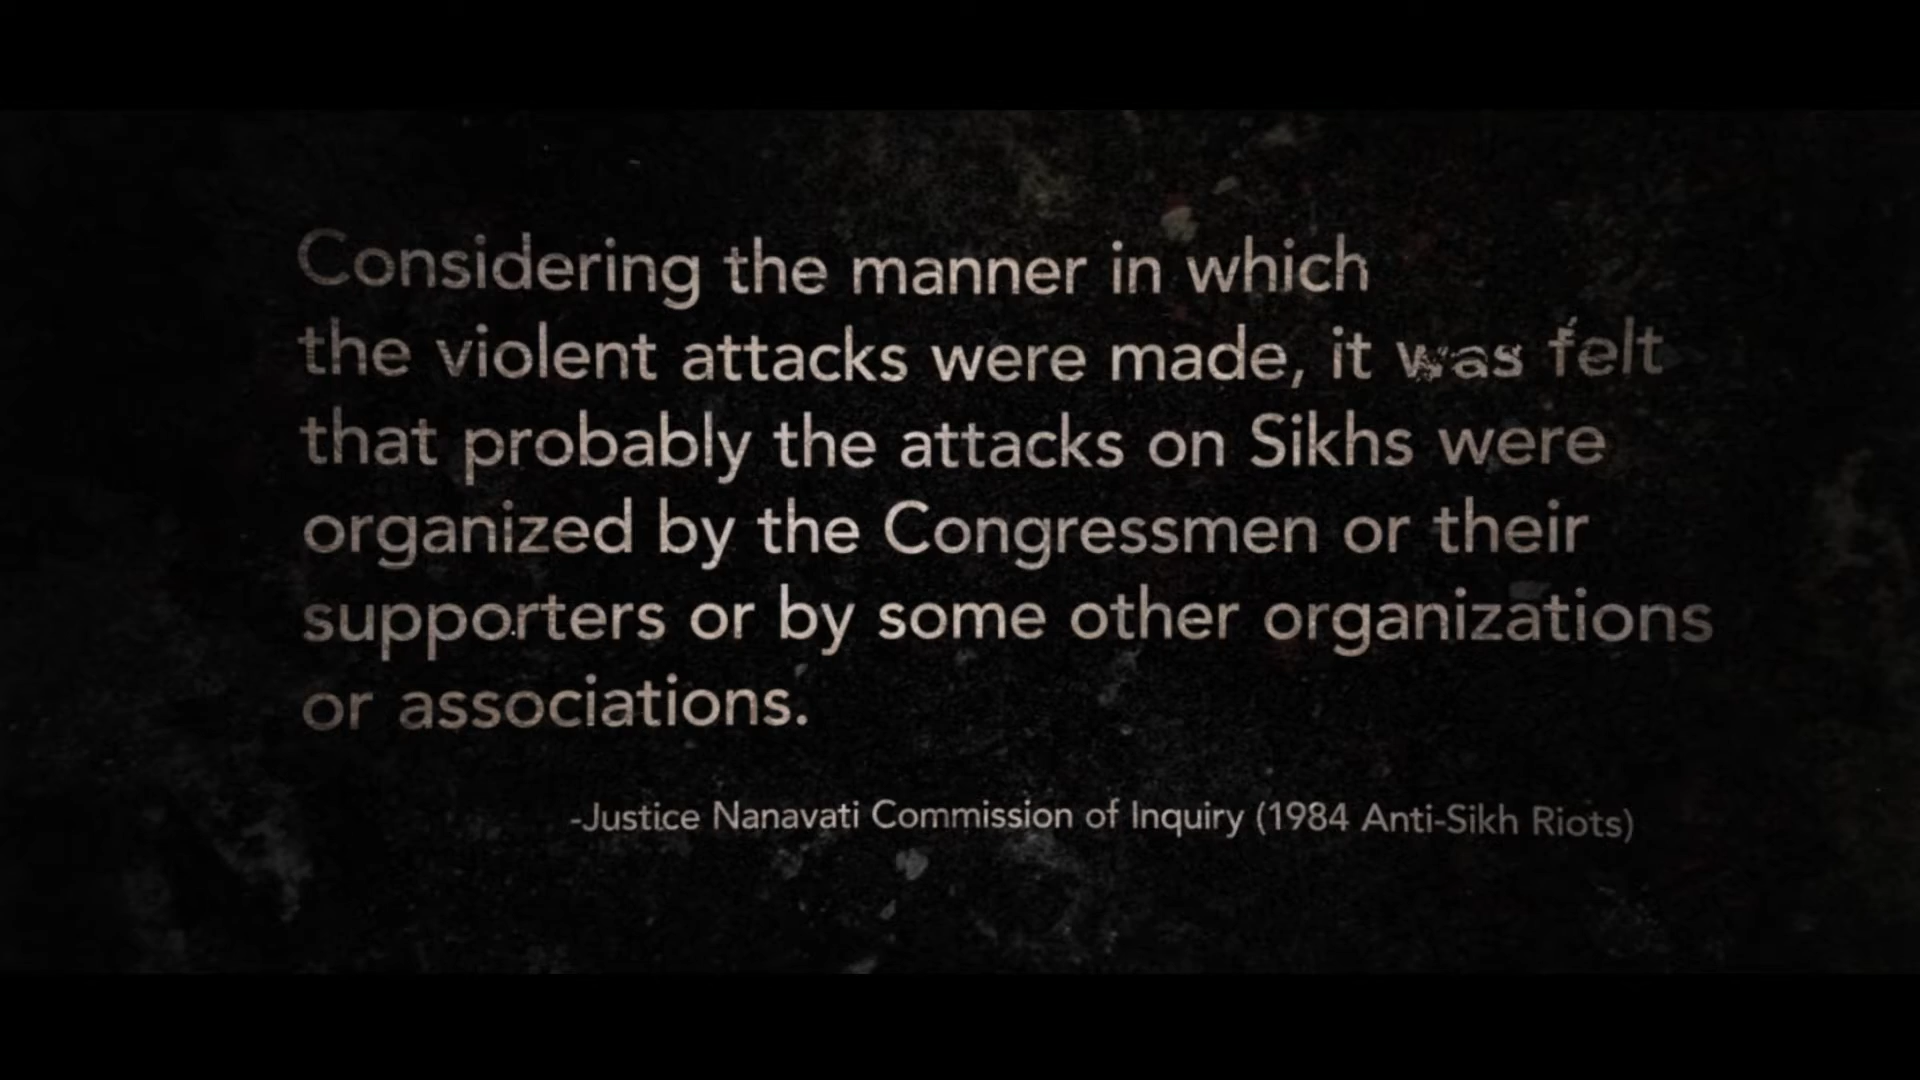 Considering the manner in which
the violent attacks were made, it was felt
that probably the attacks on Sikhs were
organized by the Congressmen or their
supporters or by some other organizations
or associations.
-Justice Nanavati Commission of Inquiry (1984 Anti-Sikh Riots)